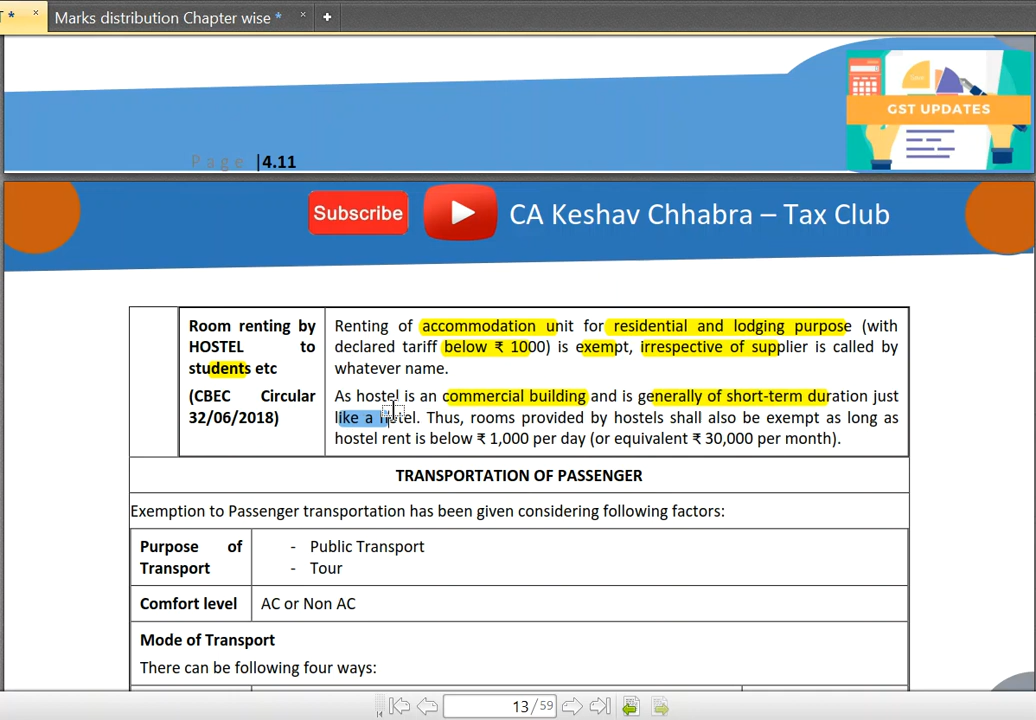 T *
Marks distribution Chapter wise *
GST UPDATES
Page |4.11
Subscribe
CA Keshav Chhabra – Tax Club
Room renting by HOSTEL to students etc
(CBEC Circular 32/06/2018)
Renting of accommodation unit for residential and lodging purpose (with
declared tariff below ₹ 1000) is exempt, irrespective of supplier is called by
whatever name.
As hostel is an commercial building and is generally of short-term duration just
like a hotel. Thus, rooms provided by hostels shall also be exempt as long as
hostel rent is below ₹ 1,000 per day (or equivalent ₹ 30,000 per month).
TRANSPORTATION OF PASSENGER
Exemption to Passenger transportation has been given considering following factors:
Purpose of Transport
- Public Transport
- Tour
Comfort level
AC or Non AC
Mode of Transport
There can be following four ways:
13 / 59